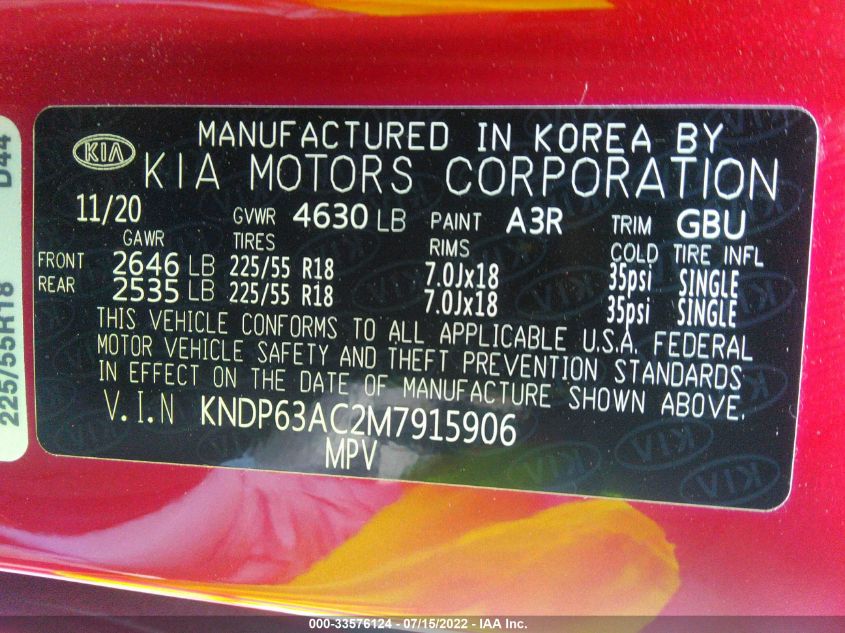 MANUFACTURED IN KOREA BY
KIA KIA MOTORS CORPORATION
11/20 GVWR 4630 LB PAINT A3R TRIM GBU
GAWR TIRES RIMS COLD TIRE INFL
FRONT 2646 LB 225/55 R18 7.0Jx18 35psi SINGLE
REAR 2535 LB 225/55 R18 7.0Jx18 35psi SINGLE
THIS VEHICLE CONFORMS TO ALL APPLICABLE U.S.A. FEDERAL
MOTOR VEHICLE SAFETY AND THEFT PREVENTION STANDARDS
IN EFFECT ON THE DATE OF MANUFACTURE SHOWN ABOVE.
V.I.N KNDP63AC2M7915906
MPV
225/55R18 D44
000-33576124 - 07/15/2022 - IAA Inc.